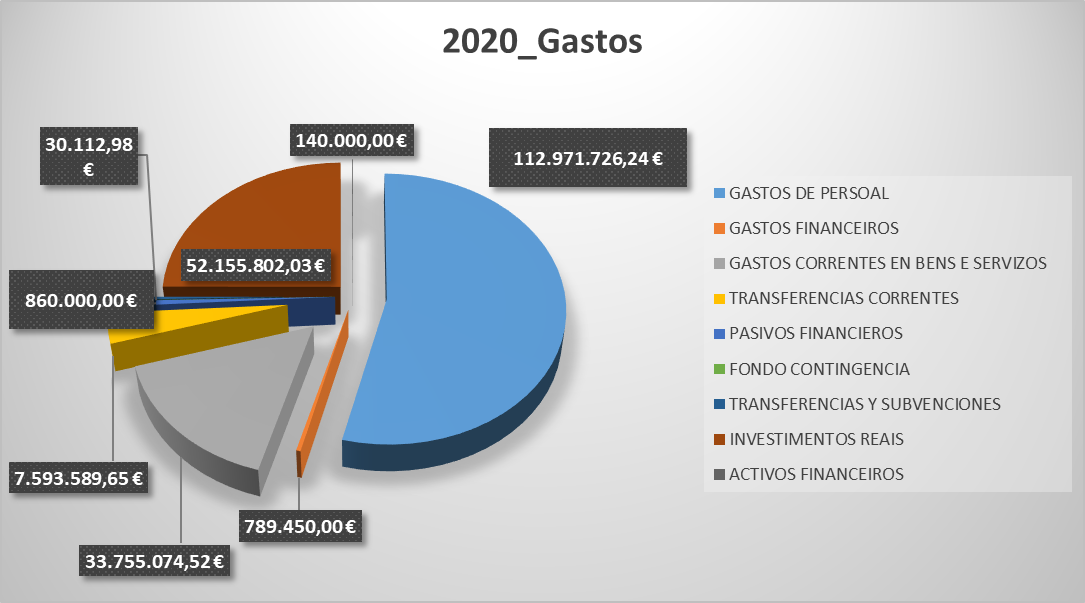 2020_Gastos
30.112,98
€
140.000,00 €
112.971.726,24 €
52.155.802,03 €
860.000,00 €
7.593.589,65 €
789.450,00 €
33.755.074,52 €
GASTOS DE PERSOAL
GASTOS FINANCEIROS
GASTOS CORRENTES EN BENS E SERVIZOS
TRANSFERENCIAS CORRENTES
PASIVOS FINANCIEROS
FONDO CONTINGENCIA
TRANSFERENCIAS Y SUBVENCIONES
INVESTIMENTOS REAIS
ACTIVOS FINANCEIROS